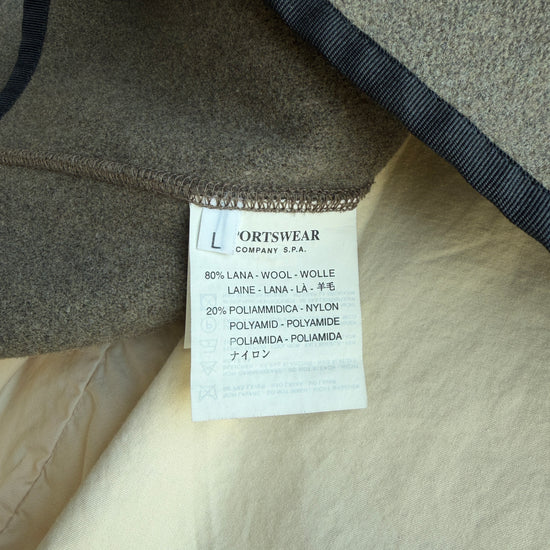 L
PORTSWEAR
COMPANY S.P.A.
80% LANA - WOOL - WOLLE
LAINE - LANA - LÀ - 羊毛
20% POLIAMMIDICA - NYLON
POLYAMID - POLYAMIDE
POLIAMIDA - POLIAMIDA
ナイロン